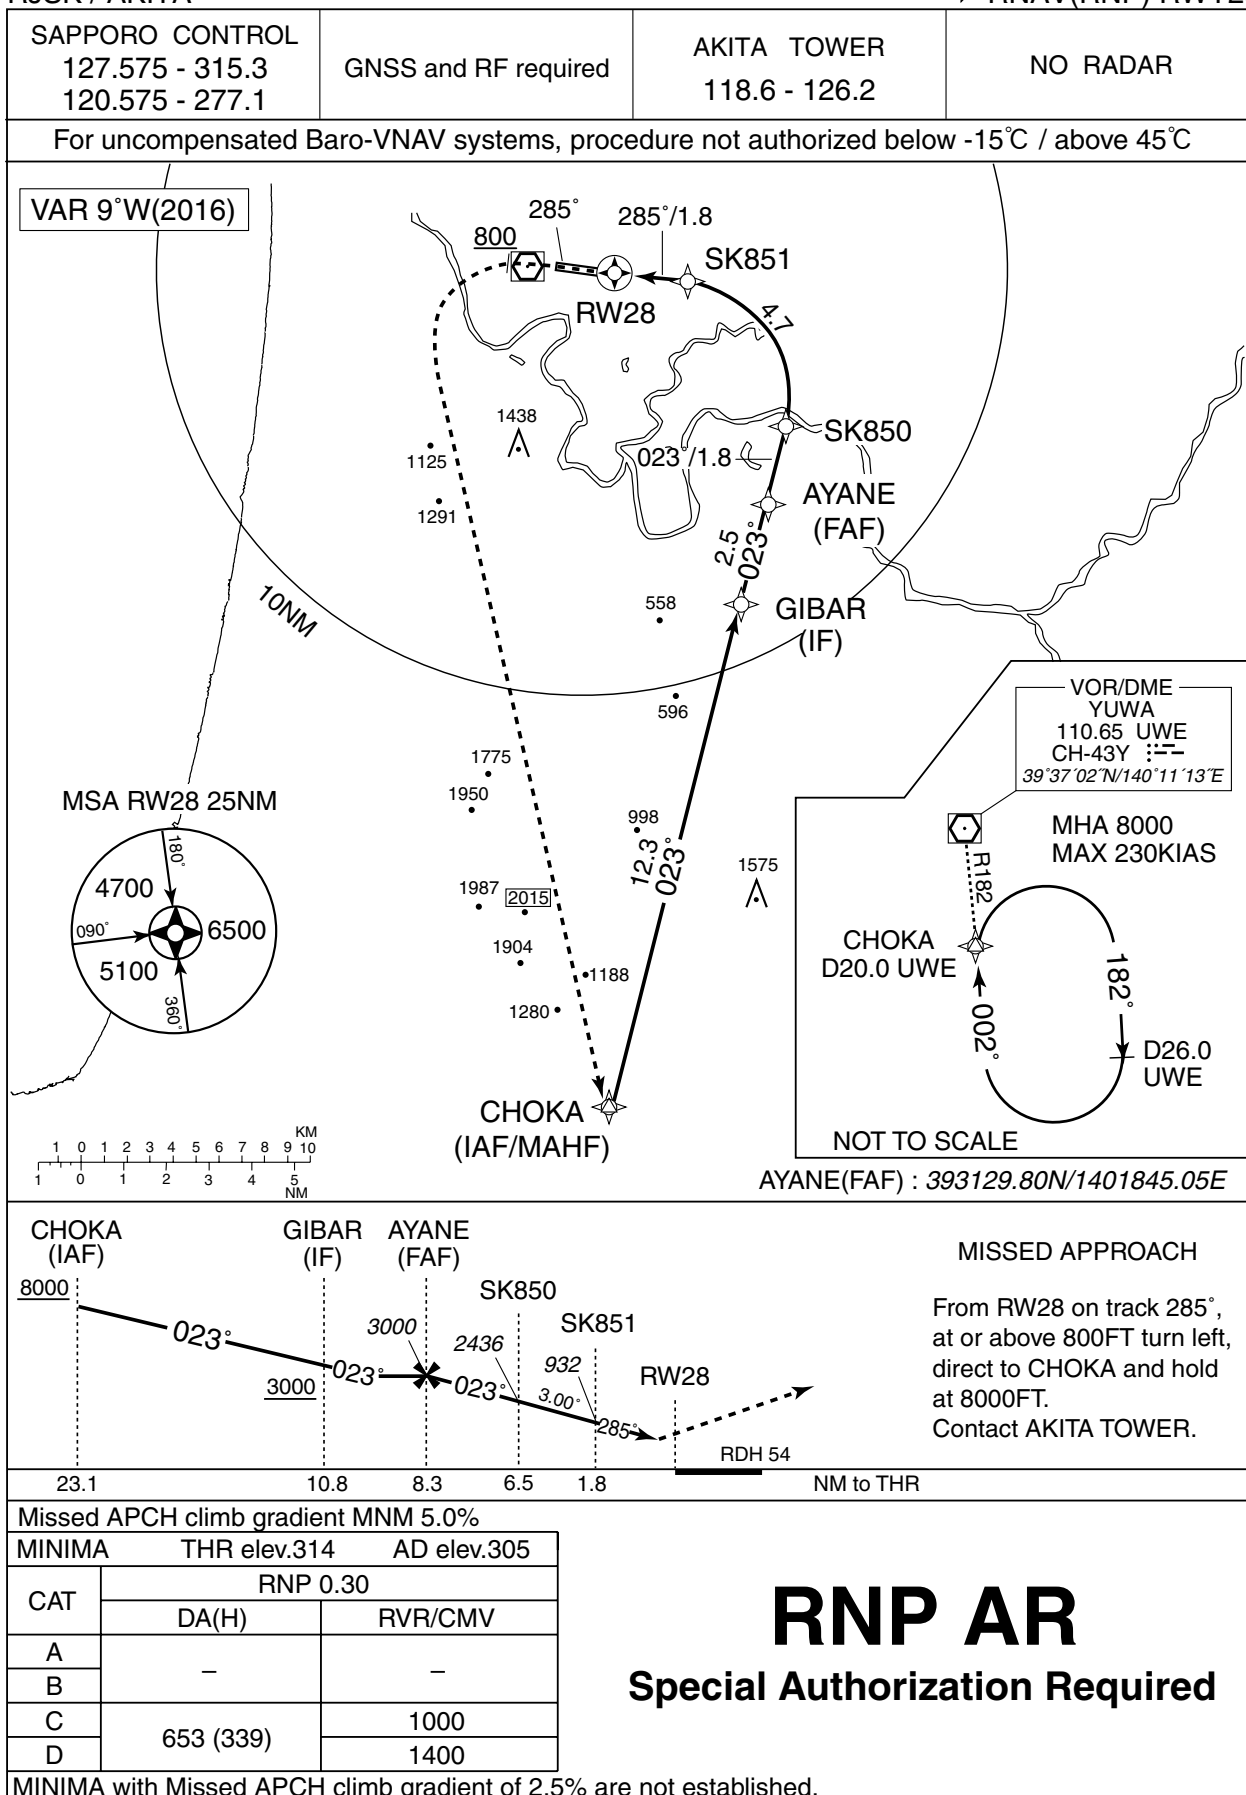 RJSK / AKITA
RNAV(RNP) RWY28
SAPPORO CONTROL
127.575 - 315.3
120.575 - 277.1
GNSS and RF required
AKITA TOWER
118.6 - 126.2
NO RADAR
For uncompensated Baro-VNAV systems, procedure not authorized below -15℃ / above 45℃
VAR 9°W(2016)
800
285°
285°/1.8
SK851
RW28
4.7
1438
1125
1291
SK850
023°/1.8
AYANE
(FAF)
2.5
023°
10NM
558
GIBAR
(IF)
596
1775
1950
998
12.3
023°
1575
1987
2015
1904
1188
1280
CHOKA
(IAF/MAHF)
MSA RW28 25NM
180°
4700
090°
6500
5100
360°
VOR/DME
YUWA
110.65 UWE
CH-43Y
39°37′02″N/140°11′13″E
MHA 8000
MAX 230KIAS
R182
CHOKA
D20.0 UWE
182°
002°
D26.0
UWE
NOT TO SCALE
KM
1 0 1 2 3 4 5 6 7 8 9 10
1 0 1 2 3 4 5
NM
AYANE(FAF) : 393129.80N/1401845.05E
CHOKA
(IAF)
GIBAR
(IF)
AYANE
(FAF)
SK850
SK851
RW28
8000
023°
3000
023°
3000
023°
2436
3.00°
932
285°
RDH 54
23.1 10.8 8.3 6.5 1.8 NM to THR
MISSED APPROACH
From RW28 on track 285°,
at or above 800FT turn left,
direct to CHOKA and hold
at 8000FT.
Contact AKITA TOWER.
Missed APCH climb gradient MNM 5.0%
MINIMA THR elev.314 AD elev.305
CAT RNP 0.30
DA(H) RVR/CMV
A
B
– –
C 653 (339) 1000
D 1400
RNP AR
Special Authorization Required
MINIMA with Missed APCH climb gradient of 2.5% are not established.